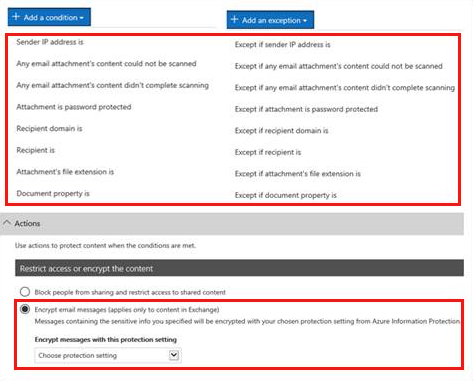 + Add a condition
+ Add an exception
Sender IP address is
Except if sender IP address is
Any email attachment's content could not be scanned
Except if any email attachment's content could not be scanned
Any email attachment's content didn't complete scanning
Except if any email attachment's content didn't complete scanning
Attachment is password protected
Except if attachment is password protected
Recipient domain is
Except if recipient domain is
Recipient is
Except if recipient is
Attachment's file extension is
Except if attachment's file extension is
Document property is
Except if document property is
Actions
Use actions to protect content when the conditions are met.
Restrict access or encrypt the content
Block people from sharing and restrict access to shared content
Encrypt email messages (applies only to content in Exchange)
Messages containing the sensitive info you specified will be encrypted with your chosen protection setting from Azure Information Protection.
Encrypt messages with this protection setting
Choose protection setting